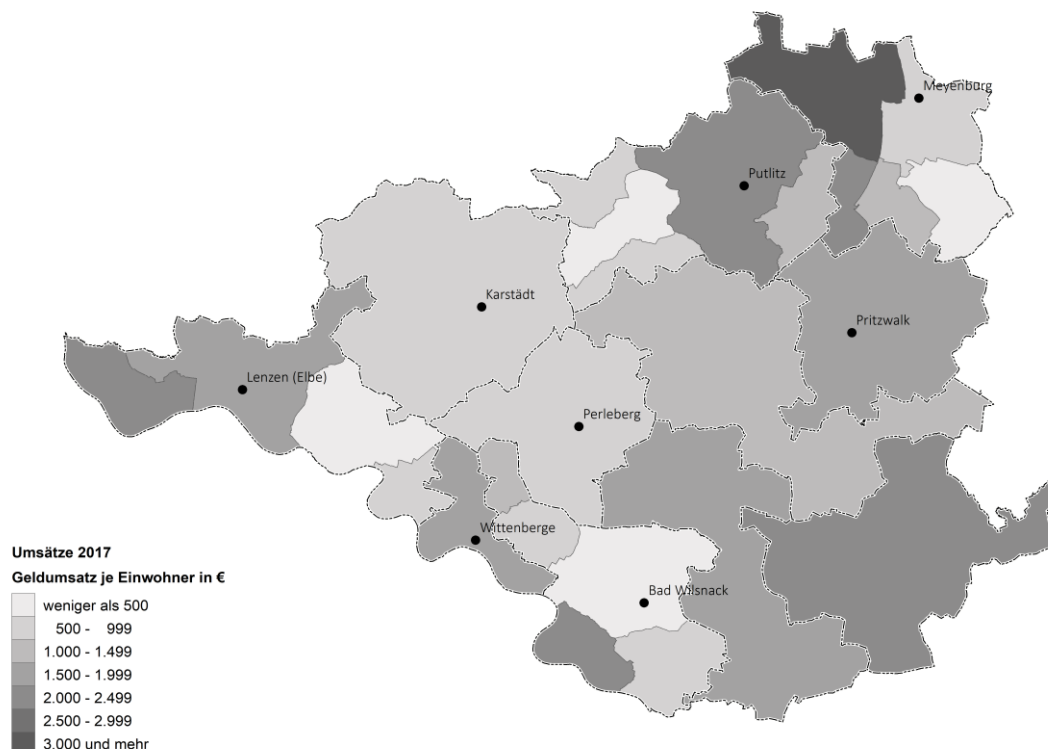 Meyenburg
Putlitz
Karstädt
Pritzwalk
Lenzen (Elbe)
Perleberg
Wittenberge
Bad Wilsnack
Umsätze 2017
Geldumsatz je Einwohner in €
weniger als 500
500 - 999
1.000 - 1.499
1.500 - 1.999
2.000 - 2.499
2.500 - 2.999
3.000 und mehr